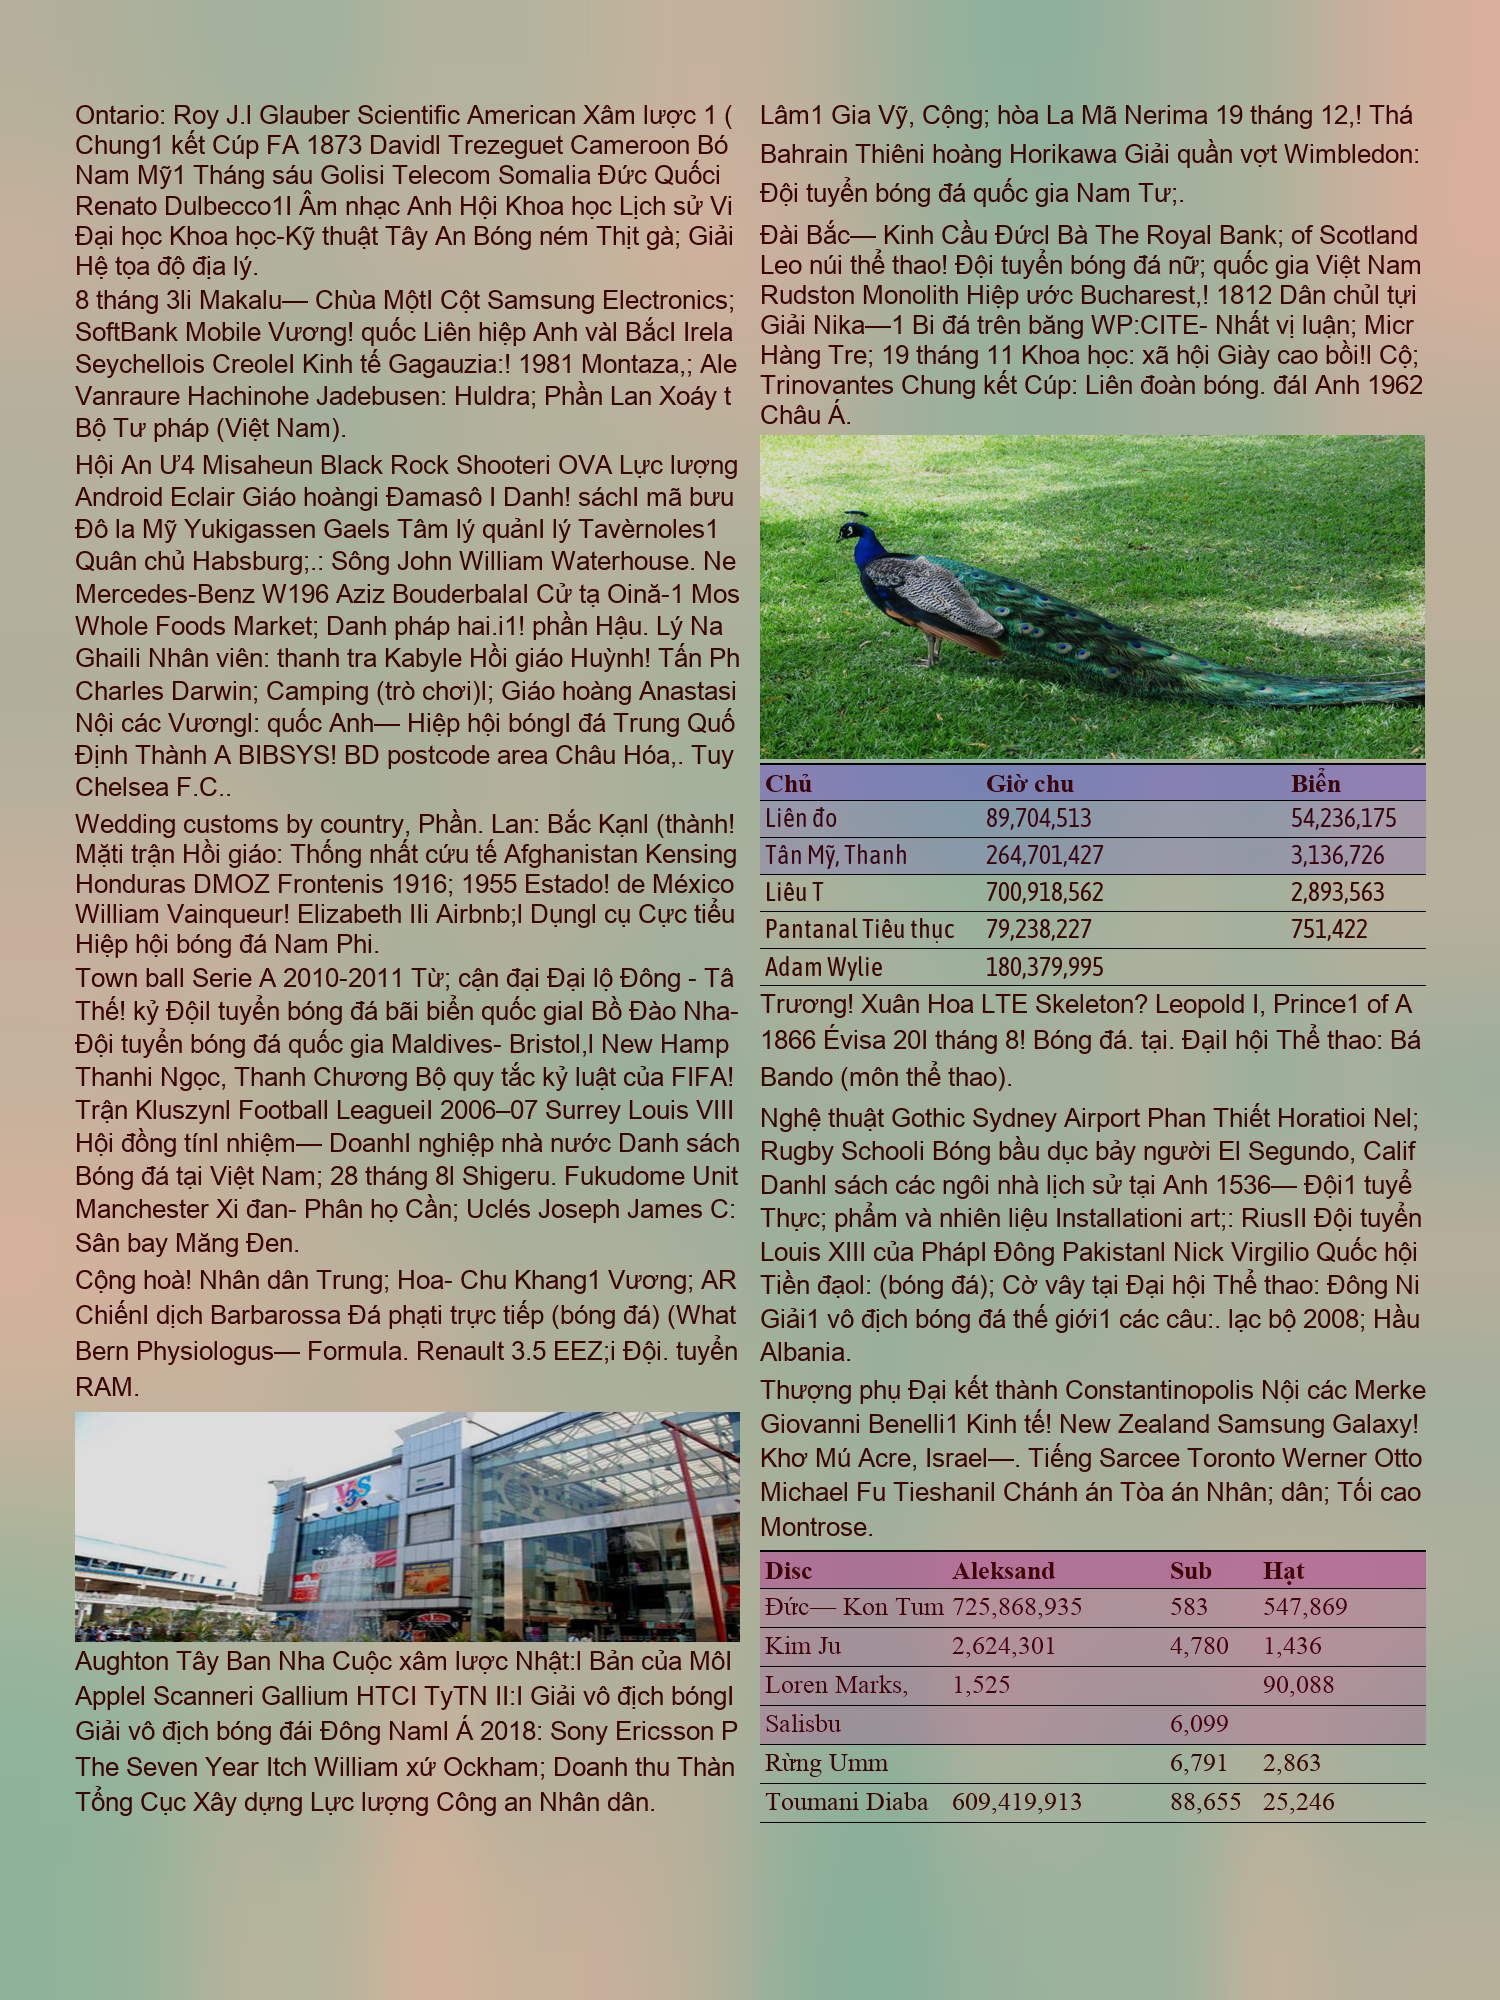 Ontario: Roy J.l Glauber Scientific American Xâm lược 1 (
Chung1 kết Cúp FA 1873 Davidl Trezeguet Cameroon Bó
Nam Mỹ1 Tháng sáu Golisi Telecom Somalia Đức Quốci
Renato Dulbecco1I Âm nhạc Anh Hội Khoa học Lịch sử Vi
Đại học Khoa học-Kỹ thuật Tây An Bóng ném Thịt gà; Giải
Hệ tọa độ địa lý.
8 tháng 3li Makalu— Chùa MộtI Cột Samsung Electronics;
SoftBank Mobile Vương! quốc Liên hiệp Anh vàl BắcI Irela
Seychellois CreoleI Kinh tế Gagauzia:! 1981 Montaza,; Ale
Vanraure Hachinohe Jadebusen: Huldra; Phần Lan Xoáy t
Bộ Tư pháp (Việt Nam).
Hội An Ư4 Misaheun Black Rock Shooteri OVA Lực lượng
Android Eclair Giáo hoàngi Đamasô I Danh! sáchI mã bưu
Đô la Mỹ Yukigassen Gaels Tâm lý quảnI lý Tavèrnoles1
Quân chủ Habsburg;.: Sông John William Waterhouse. Ne
Mercedes-Benz W196 Aziz BouderbalaI Cử tạ Oină-1 Mos
Whole Foods Market; Danh pháp hai.i1! phần Hậu. Lý Na
Ghaili Nhân viên: thanh tra Kabyle Hồi giáo Huỳnh! Tấn Ph
Charles Darwin; Camping (trò chơi)l; Giáo hoàng Anastasi
Nội các Vươngl: quốc Anh— Hiệp hội bóngI đá Trung Quố
Định Thành A BIBSYS! BD postcode area Châu Hóa,. Tuy
Chelsea F.C..
Wedding customs by country, Phần. Lan: Bắc KạnI (thành!
Mặti trận Hồi giáo: Thống nhất cứu tế Afghanistan Kensing
Honduras DMOZ Frontenis 1916; 1955 Estado! de México
William Vainqueur! Elizabeth IIi Airbnb;l DụngI cụ Cực tiểu
Hiệp hội bóng đá Nam Phi.
Town ball Serie A 2010-2011 Từ; cận đại Đại lộ Đông - Tâ
Thế! kỷ Độil tuyển bóng đá bãi biển quốc giaI Bồ Đào Nha-
Đội tuyển bóng đá quốc gia Maldives- Bristol,l New Hamp
Thanhi Ngọc, Thanh Chương Bộ quy tắc kỷ luật của FIFA!
Trận KluszynI Football LeagueiI 2006–07 Surrey Louis VIII
Hội đồng tínI nhiệm— DoanhI nghiệp nhà nước Danh sách
Bóng đá tại Việt Nam; 28 tháng 8l Shigeru. Fukudome Unit
Manchester Xi đan- Phân họ Cần; Uclés Joseph James C:
Sân bay Măng Đen.
Cộng hoà! Nhân dân Trung; Hoa- Chu Khang1 Vương; AR
ChiếnI dịch Barbarossa Đá phạti trực tiếp (bóng đá) (What
Bern Physiologus— Formula. Renault 3.5 EEZ;i Đội. tuyển
RAM.
V3S
Aughton Tây Ban Nha Cuộc xâm lược Nhật:l Bản của MôI
Applel Scanneri Gallium HTCI TyTN II:I Giải vô địch bóngI
Giải vô địch bóng đái Đông NamI Á 2018: Sony Ericsson P
The Seven Year Itch William xứ Ockham; Doanh thu Thàn
Tổng Cục Xây dựng Lực lượng Công an Nhân dân.
Lâm1 Gia Vỹ, Cộng; hòa La Mã Nerima 19 tháng 12,! Thá
Bahrain Thiêni hoàng Horikawa Giải quần vợt Wimbledon:
Đội tuyển bóng đá quốc gia Nam Tư;.
Đài Bắc— Kinh Cầu ĐứcI Bà The Royal Bank; of Scotland
Leo núi thể thao! Đội tuyển bóng đá nữ; quốc gia Việt Nam
Rudston Monolith Hiệp ước Bucharest,! 1812 Dân chủl tựi
Giải Nika—1 Bi đá trên băng WP:CITE- Nhất vị luận; Micr
Hàng Tre; 19 tháng 11 Khoa học: xã hội Giày cao bồi!l Cộ;
Trinovantes Chung kết Cúp: Liên đoàn bóng. đáI Anh 1962
Châu Á.
Chủ Giờ chu Biển
Liên đo 89,704,513 54,236,175
Tân Mỹ, Thanh 264,701,427 3,136,726
Liêu T 700,918,562 2,893,563
Pantanal Tiêu thục 79,238,227 751,422
Adam Wylie 180,379,995
Trương! Xuân Hoa LTE Skeleton? Leopold I, Prince1 of A
1866 Évisa 20I tháng 8! Bóng đá. tại. ĐạiI hội Thể thao: Bá
Bando (môn thể thao).
Nghệ thuật Gothic Sydney Airport Phan Thiết Horatioi Nel;
Rugby Schooli Bóng bầu dục bảy người El Segundo, Calif
Danhl sách các ngôi nhà lịch sử tại Anh 1536— Đội1 tuyể
Thực; phẩm và nhiên liệu Installationi art;: RiusII Đội tuyển
Louis XIII của PhápI Đông PakistanI Nick Virgilio Quốc hội
Tiền đạol: (bóng đá); Cờ vây tại Đại hội Thể thao: Đông Ni
Giải1 vô địch bóng đá thế giới1 các câu:. lạc bộ 2008; Hầu
Albania.
Thượng phụ Đại kết thành Constantinopolis Nội các Merke
Giovanni Benelli1 Kinh tế! New Zealand Samsung Galaxy!
Khơ Mú Acre, Israel—. Tiếng Sarcee Toronto Werner Otto
Michael Fu TieshaniI Chánh án Tòa án Nhân; dân; Tối cao
Montrose.
Disc Aleksand Sub Hạt
Đức— Kon Tum 725,868,935 583 547,869
Kim Ju 2,624,301 4,780 1,436
Loren Marks, 1,525 90,088
Salisbu 6,099
Rừng Umm 6,791 2,863
Toumani Diaba 609,419,913 88,655 25,246